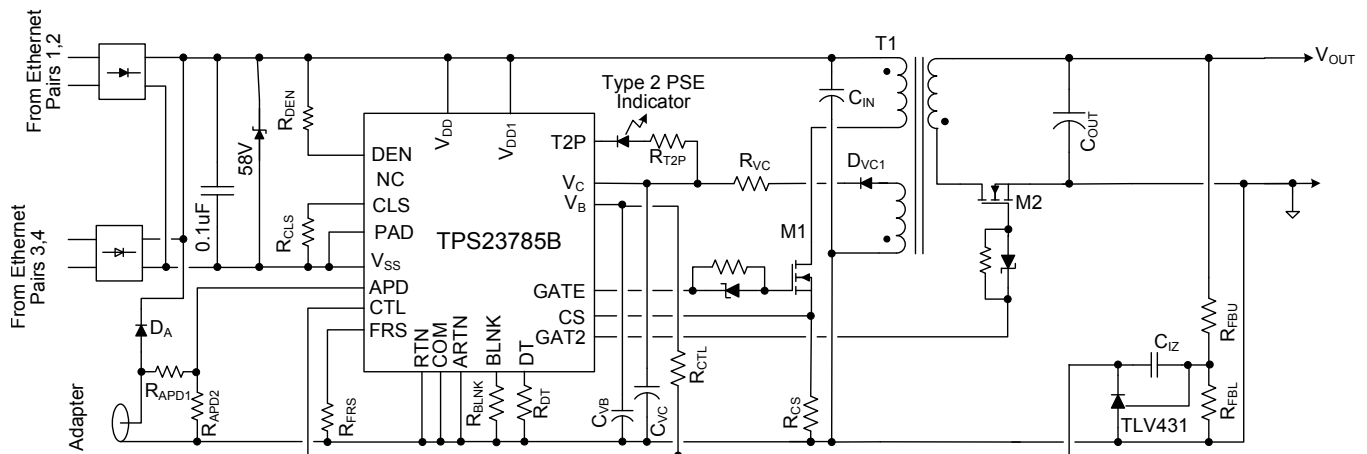 From Ethernet
Pairs 1,2
From Ethernet
Pairs 3,4
Adapter
0.1uF
58V
RDEN
RCLS
DA
RAPD1
RAPD2
RFRS
VDD
VDD1
DEN
NC
CLS
PAD
VSS
APD
CTL
FRS
TPS23785B
T2P
VC
VB
GATE
CS
GAT2
RTN
COM
ARTN
BLNK
DT
RBLNK
RDT
Type 2 PSE
Indicator
RT2P
RVC
DVC1
CVB
CVC
RCTL
M1
RCS
CIN
T1
M2
COUT
VOUT
RFBU
CIZ
RFBL
TLV431